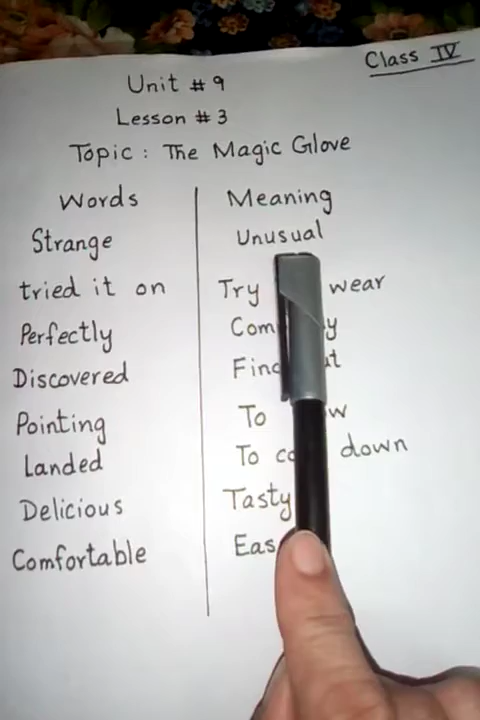 Class IV
Unit # 9
Lesson # 3
Topic : The Magic Glove
Words Meaning
Strange Unusual
tried it on Try wear
Perfectly
Discovered
Pointing To
Landed To down
Delicious Tasty
Comfortable